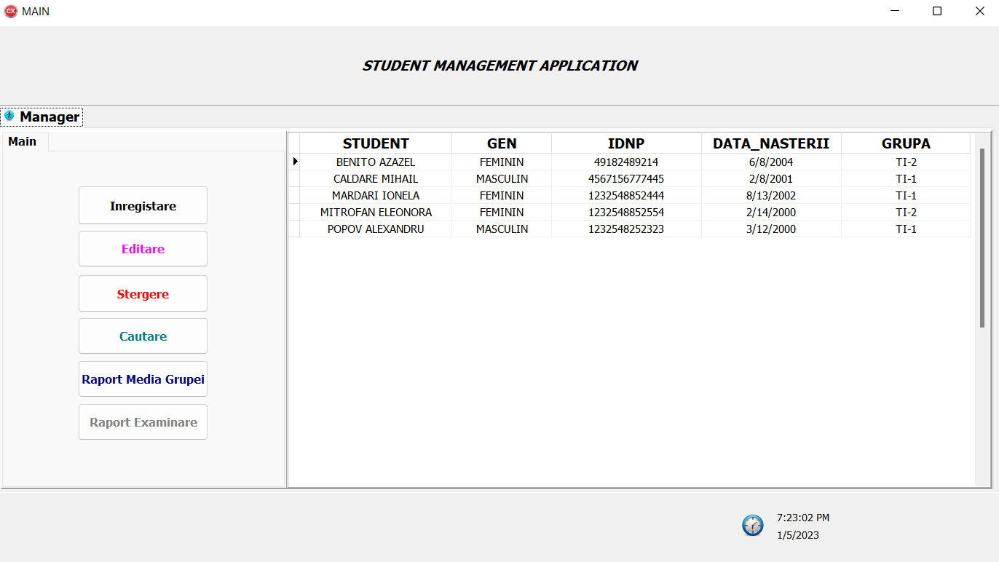 CX MAIN
STUDENT MANAGEMENT APPLICATION
Manager
Main
Inregistare
Editare
Stergere
Cautare
Raport Media Grupei
Raport Examinare
STUDENT GEN IDNP DATA_NASTERII GRUPA
BENITO AZAZEL FEMININ 49182489214 6/8/2004 TI-2
CALDARE MIHAIL MASCULIN 4567156777445 2/8/2001 TI-1
MARDARI IONELA FEMININ 1232548852444 8/13/2002 TI-1
MITROFAN ELEONORA FEMININ 1232548852554 2/14/2000 TI-2
POPOV ALEXANDRU MASCULIN 1232548252323 3/12/2000 TI-1
7:23:02 PM
1/5/2023